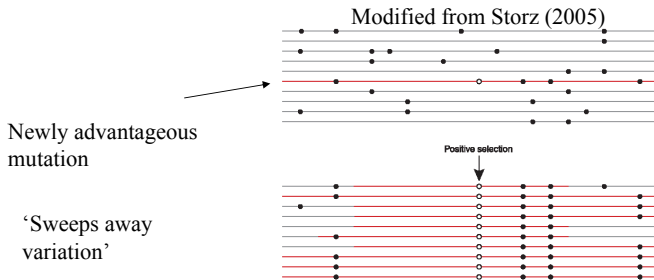 Modified from Storz (2005)
Newly advantageous
mutation
Positive selection
‘Sweeps away
variation’